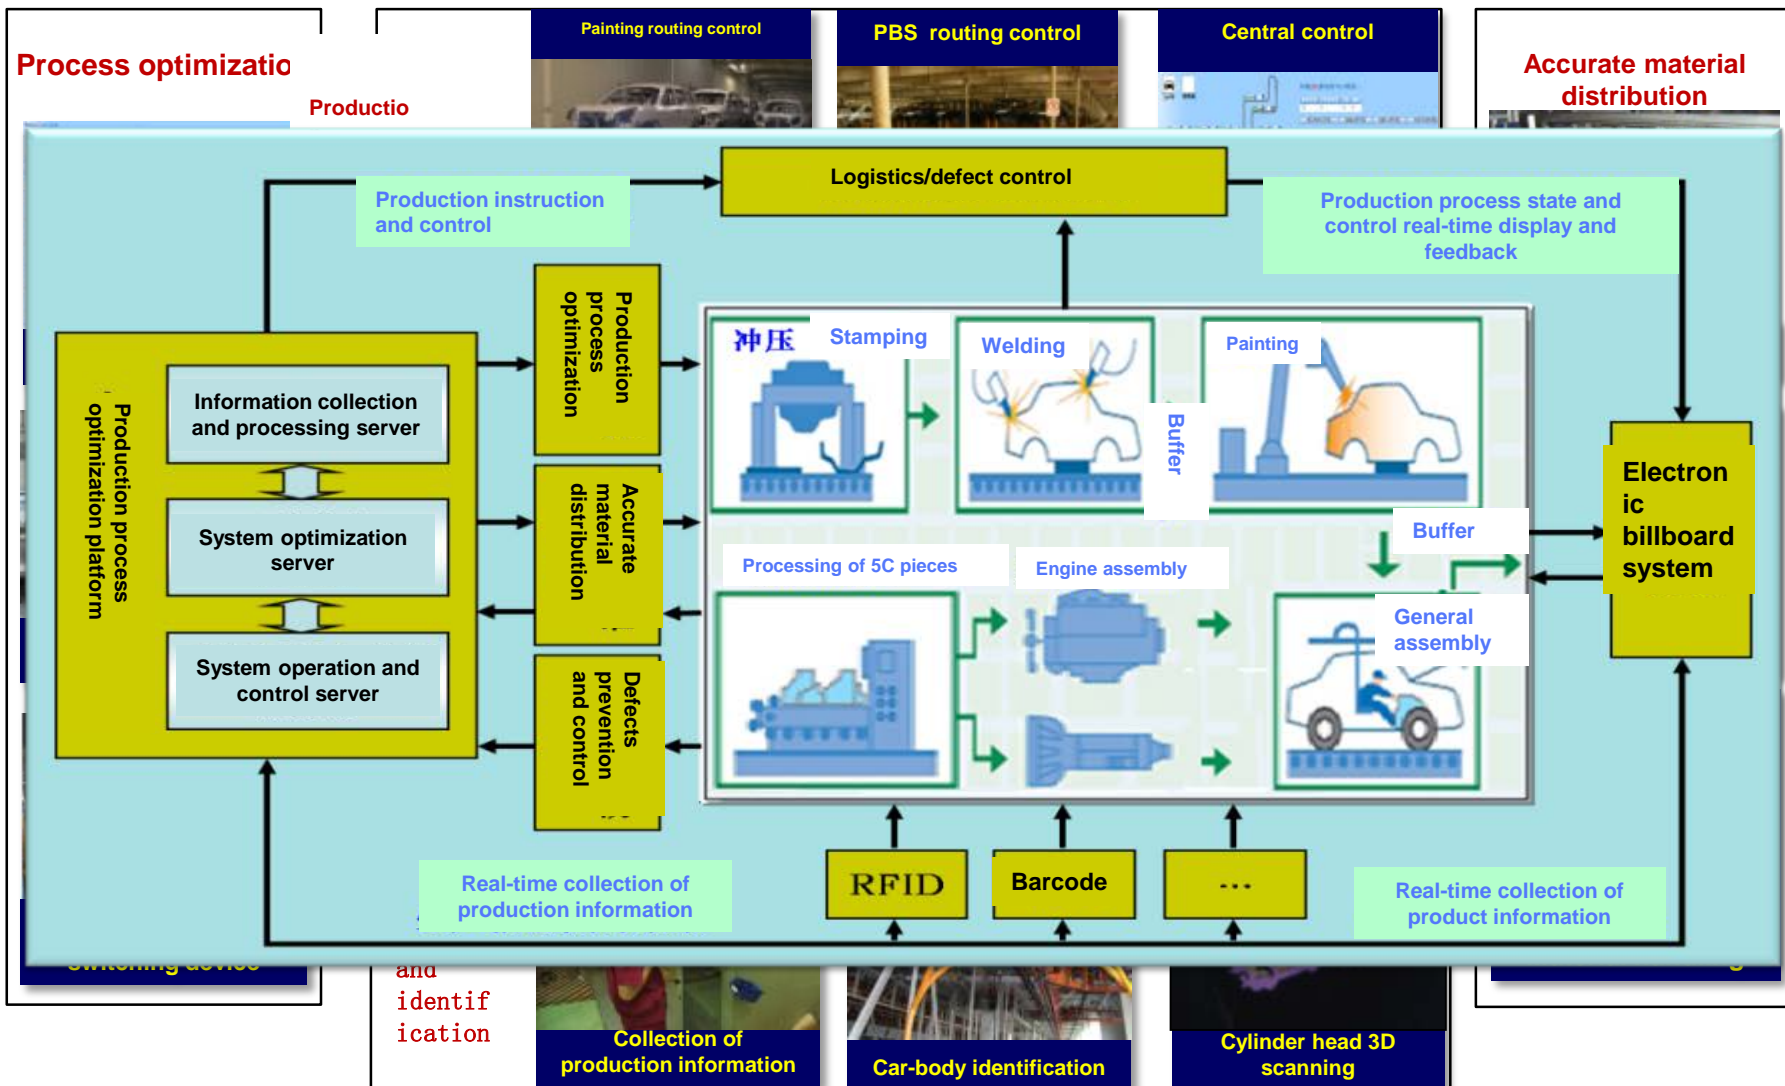 Painting routing control
PBS routing control
Central control
Process optimizatio
Productio
Accurate material
distribution
Logistics/defect control
Production instruction
and control
Production process state and
control real-time display and
feedback
Production
process
optimization
冲压
Stamping
Welding
Painting
Buffer
Production process
optimization platform
Information collection
and processing server
System optimization
server
System operation and
control server
Accurate
material
distribution
Defects
prevention
and control
Buffer
Processing of 5C pieces
Engine assembly
General
assembly
Electron
ic
billboard
system
RFID
Barcode
...
Real-time collection of
production information
Real-time collection of
product information
switching device
and
identif
ication
Collection of
production information
Car-body identification
Cylinder head 3D
scanning